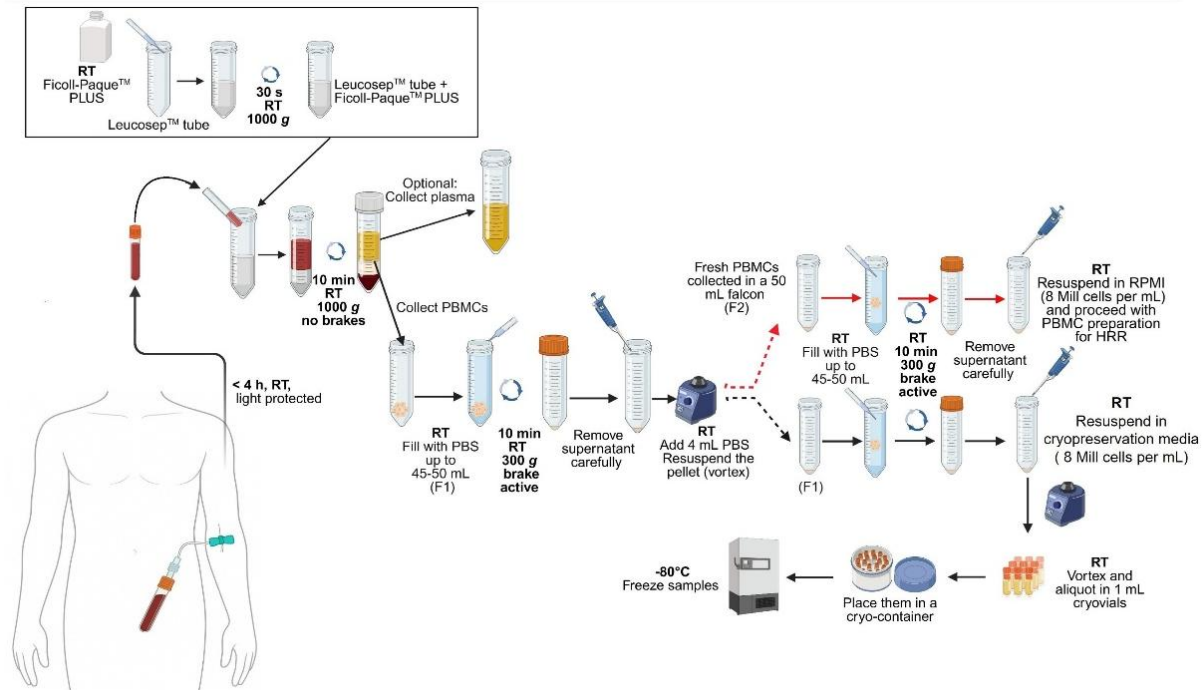 RT
Ficoll-Paque™
PLUS
Leucosep™ tube
30 s
RT
1000 g
Leucosep™ tube +
Ficoll-Paque™ PLUS
< 4 h, RT,
light protected
10 min
RT
1000 g
no brakes
Optional:
Collect plasma
Collect PBMCs
RT
Fill with PBS
up to
45-50 mL
(F1)
10 min
RT
300 g
brake
active
Remove
supernatant
carefully
RT
Add 4 mL PBS
Resuspend the
pellet (vortex)
Fresh PBMCs
collected in a 50
mL falcon
(F2)
RT
Fill with PBS
up to
45-50 mL
RT
10 min
300 g
brake
active
Remove
supernatant
carefully
RT
Resuspend in RPMI
(8 Mill cells per mL)
and proceed with
PBMC preparation
for HRR
(F1)
RT
Resuspend in
cryopreservation media
( 8 Mill cells per mL)
RT
Vortex and
aliquot in 1 mL
cryovials
Place them in a
cryo-container
-80°C
Freeze samples